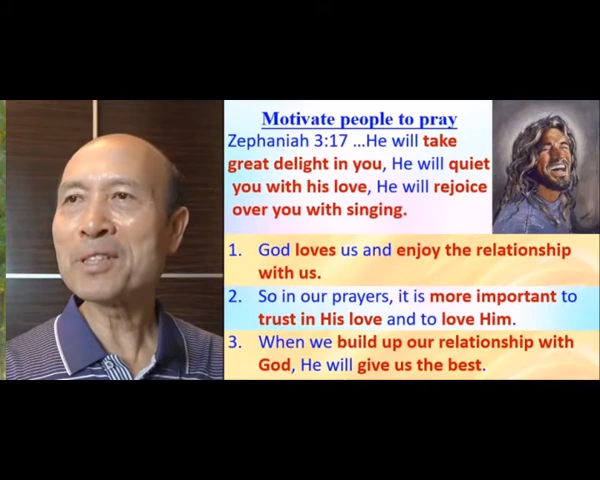 Motivate people to pray
Zephaniah 3:17 ...He will take
great delight in you, He will quiet
you with his love, He will rejoice
over you with singing.
1. God loves us and enjoy the relationship
with us.
2. So in our prayers, it is more important to
trust in His love and to love Him.
3. When we build up our relationship with
God, He will give us the best.